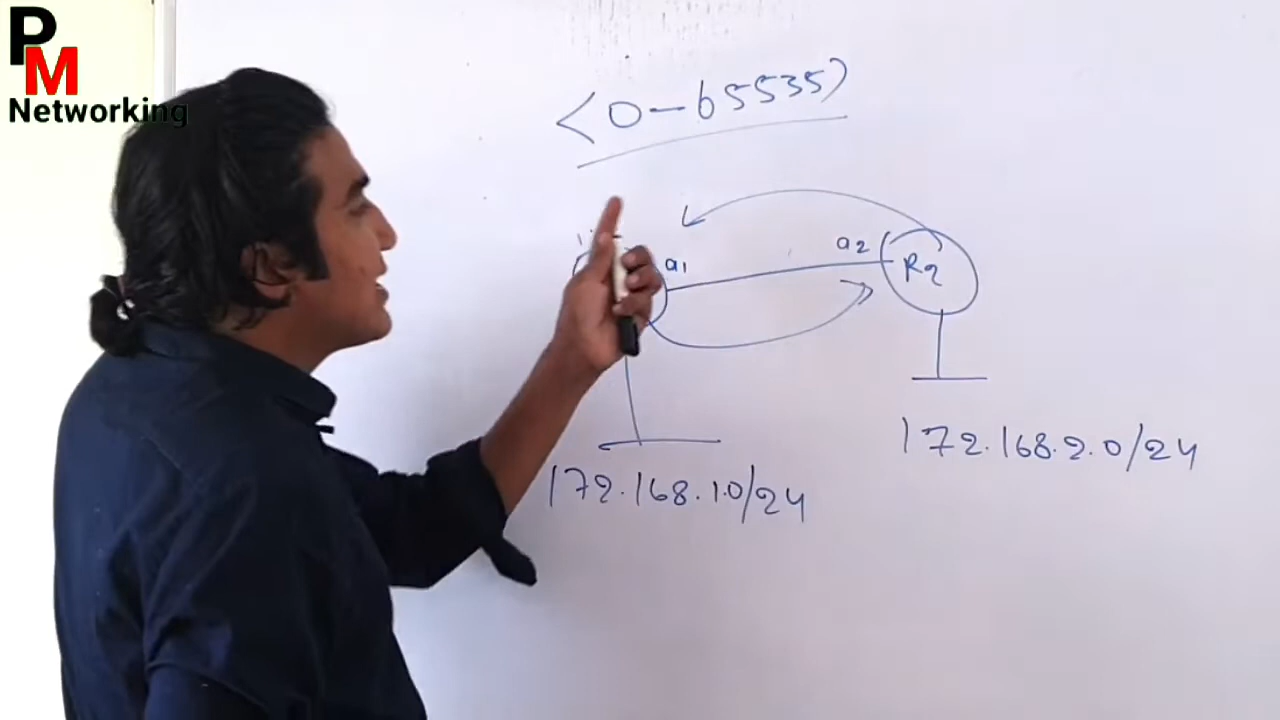 PM
Networking
<0-65535)
a1
a2
R2
172.168.2.0/24
172.168.1.0/24